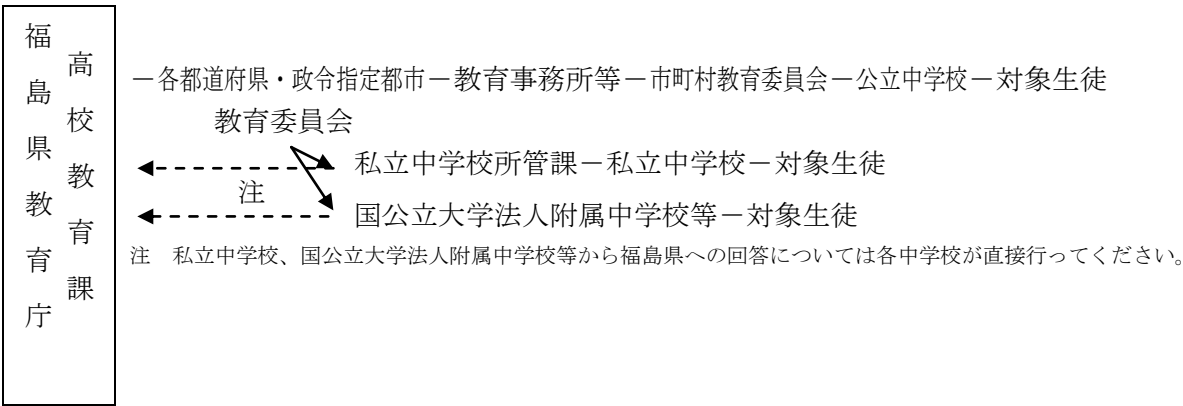 福島県教育庁
高校教育課
－各都道府県・政令指定都市－教育事務所等－市町村教育委員会－公立中学校－対象生徒
教育委員会
私立中学校所管課－私立中学校－対象生徒
注
国公立大学法人附属中学校等－対象生徒
注　私立中学校、国公立大学法人附属中学校等から福島県への回答については各中学校が直接行ってください。